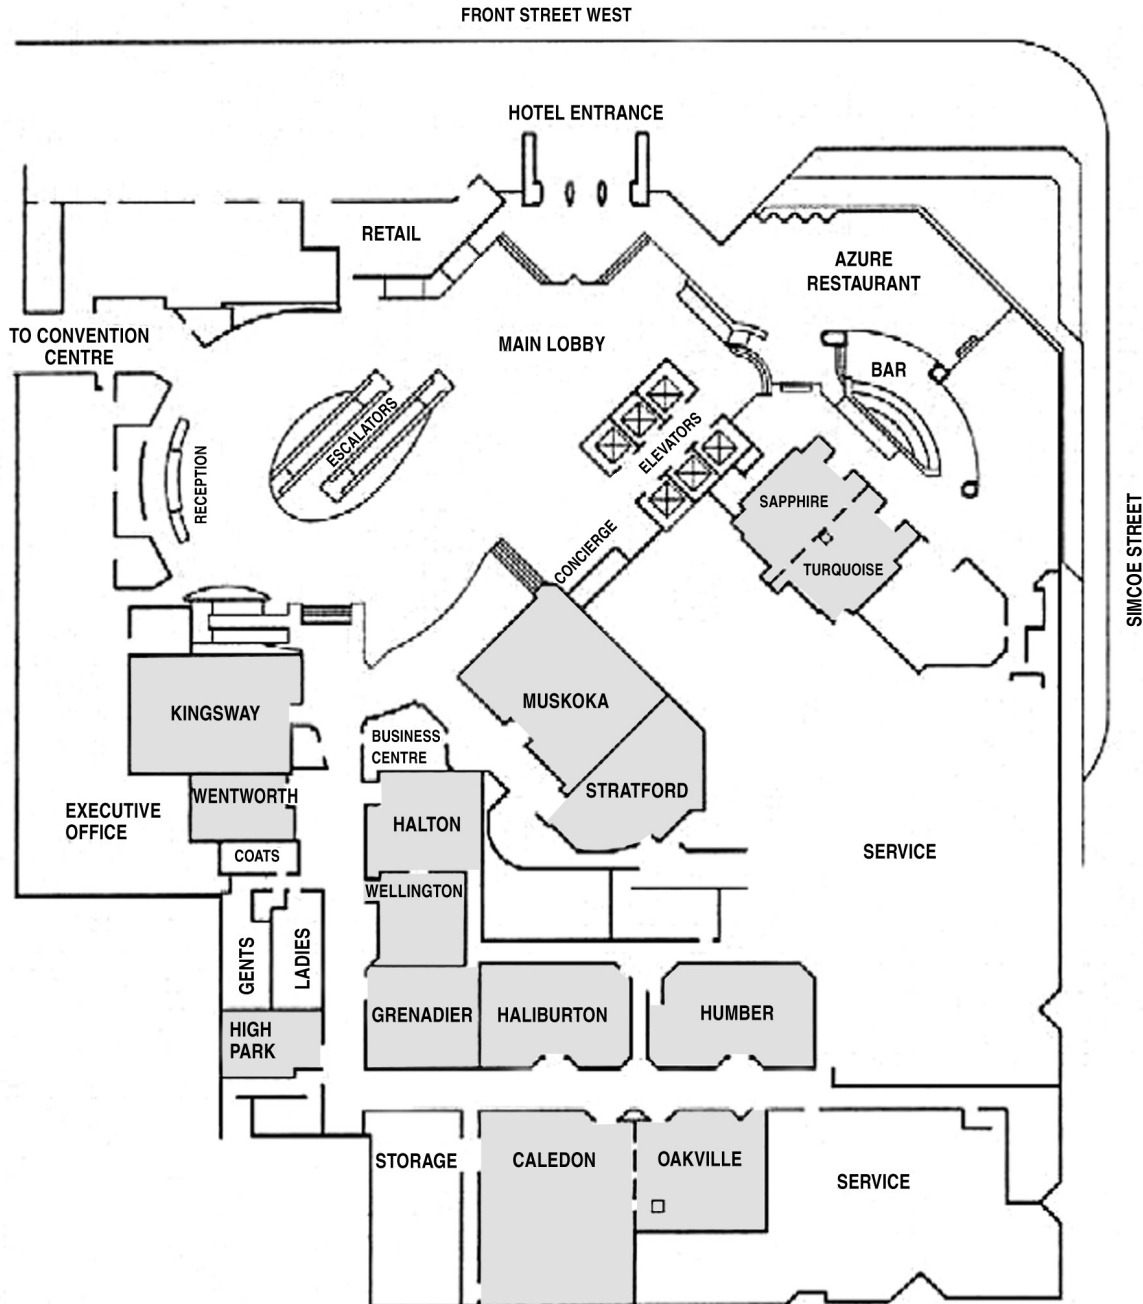 FRONT STREET WEST
HOTEL ENTRANCE
RETAIL
AZURE
RESTAURANT
TO CONVENTION
CENTRE
MAIN LOBBY
BAR
ESCALATORS
ELEVATORS
RECEPTION
SAPPHIRE
CONCIERGE
TURQUOISE
SIMCOE STREET
KINGSWAY
MUSKOKA
BUSINESS
CENTRE
WENTWORTH
STRATFORD
EXECUTIVE
OFFICE
HALTON
COATS
SERVICE
WELLINGTON
GENTS
LADIES
GRENADIER
HALIBURTON
HUMBER
HIGH
PARK
STORAGE
CALEDON
OAKVILLE
SERVICE